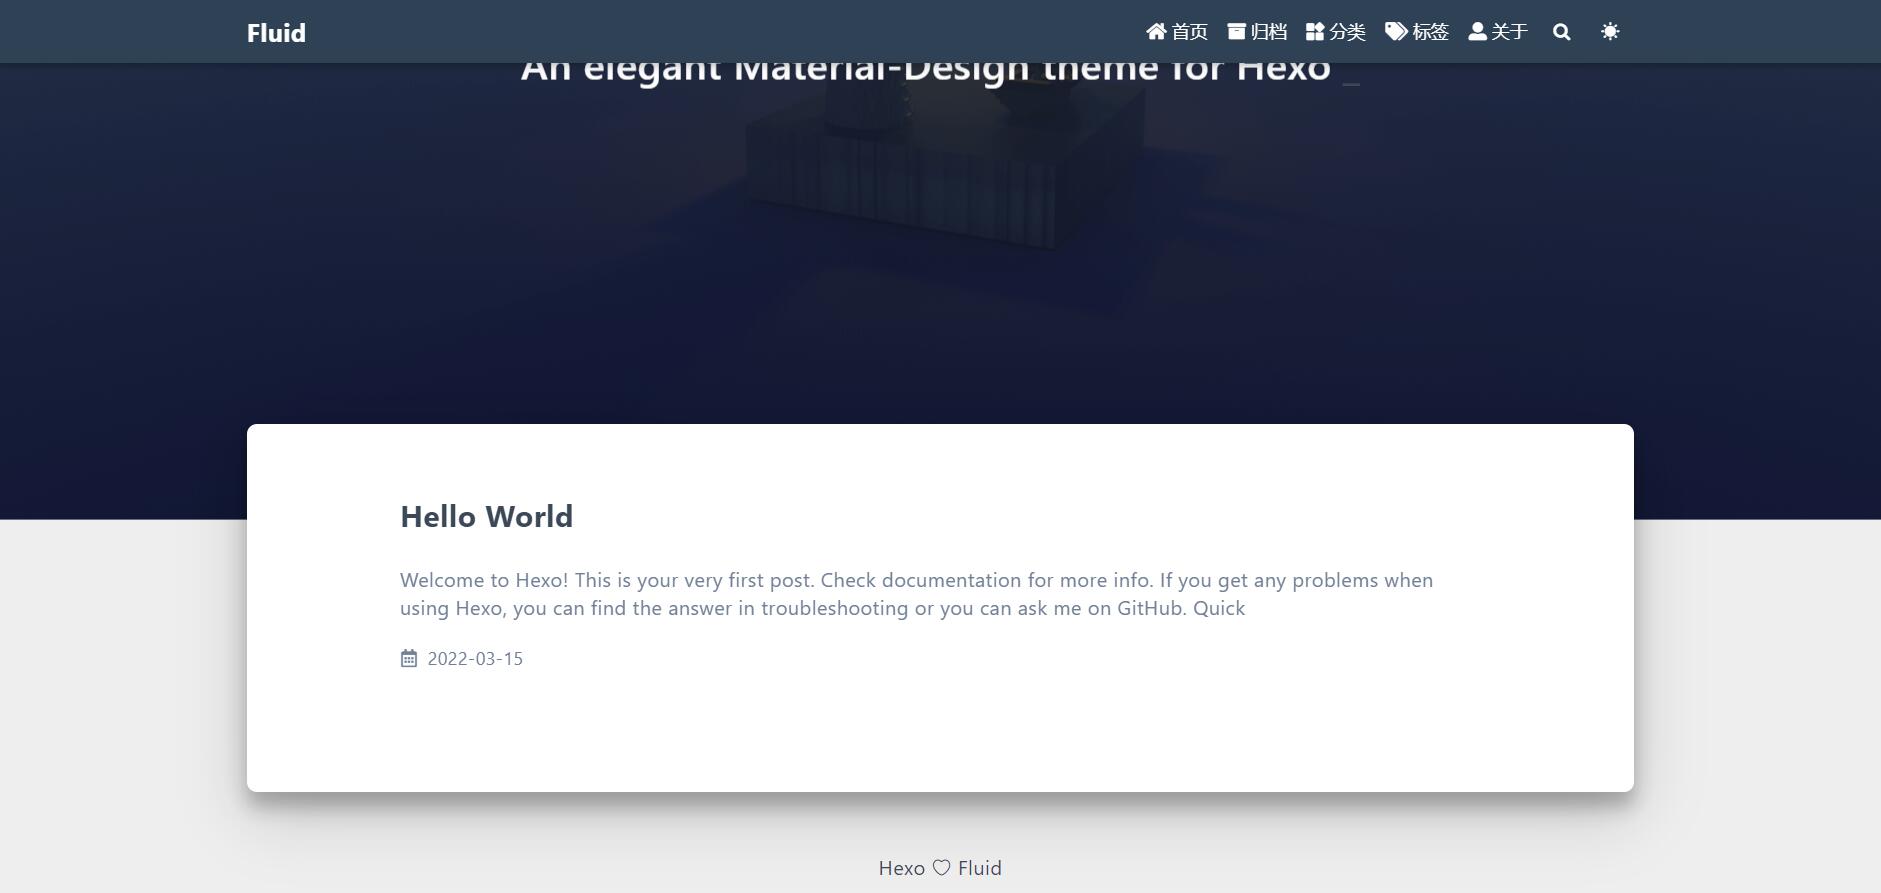 Fluid
首页 归档 分类 标签 关于
An elegant Material-Design theme for Hexo _
Hello World
Welcome to Hexo! This is your very first post. Check documentation for more info. If you get any problems when
using Hexo, you can find the answer in troubleshooting or you can ask me on GitHub. Quick
2022-03-15
Hexo ♡ Fluid